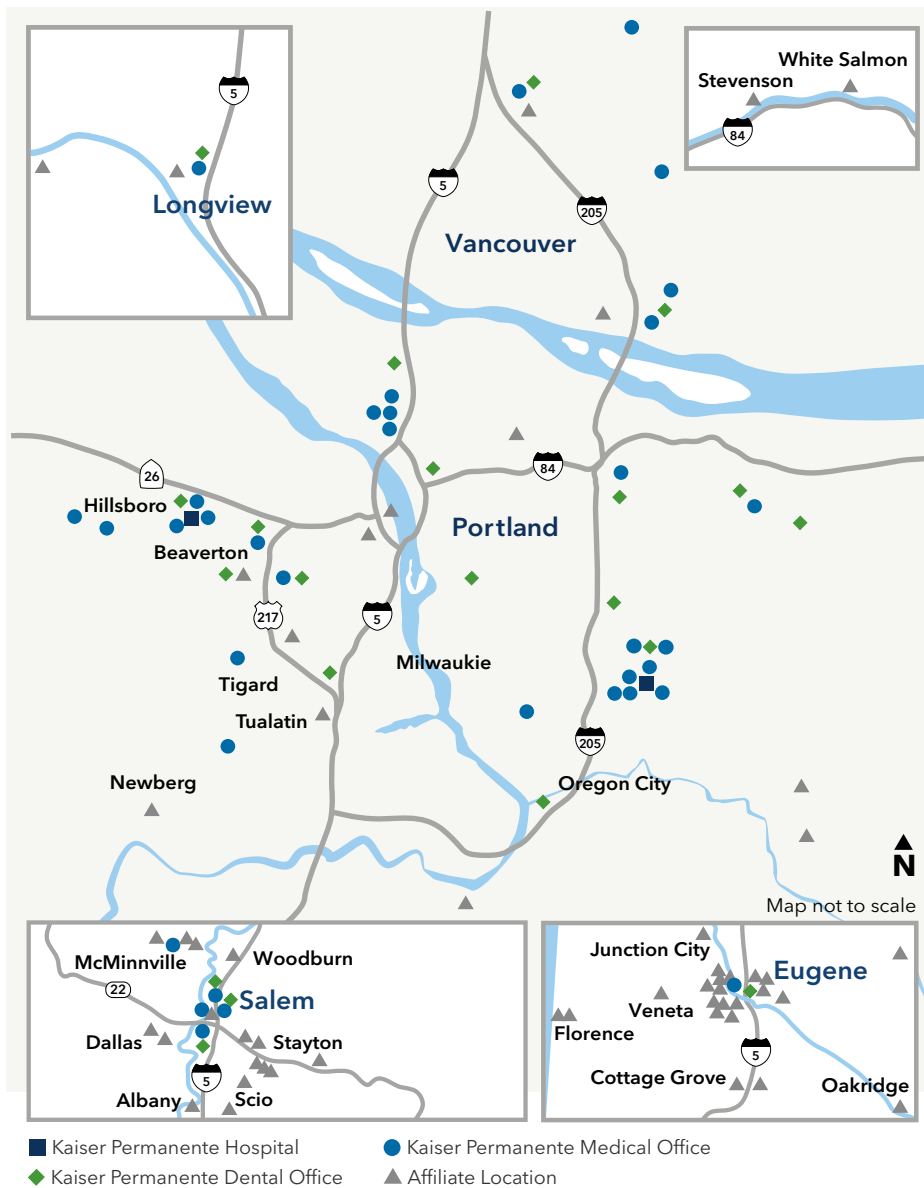 5
Longview
White Salmon
Stevenson
84
5
205
Vancouver
26
84
Hillsboro
Beaverton
Portland
217
5
Milwaukie
Tigard
Tualatin
205
Newberg
Oregon City
N
Map not to scale
McMinnville
Woodburn
22
Salem
Dallas
Stayton
5
Albany
Scio
Junction City
Eugene
Veneta
Florence
5
Cottage Grove
Oakridge
Kaiser Permanente Hospital
Kaiser Permanente Medical Office
Kaiser Permanente Dental Office
Affiliate Location